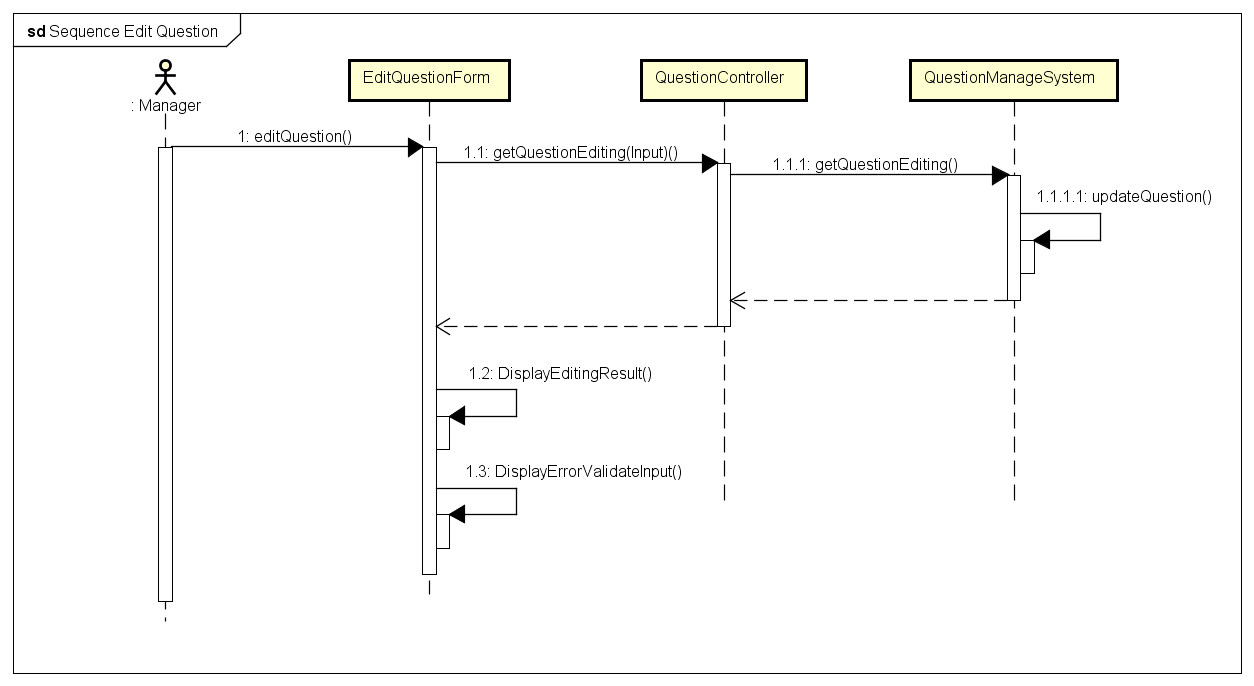 sd Sequence Edit Question
: Manager
EditQuestionForm
QuestionController
QuestionManageSystem
1: editQuestion()
1.1: getQuestionEditing(Input)()
1.1.1: getQuestionEditing()
1.1.1.1: updateQuestion()
1.2: DisplayEditingResult()
1.3: DisplayErrorValidateInput()